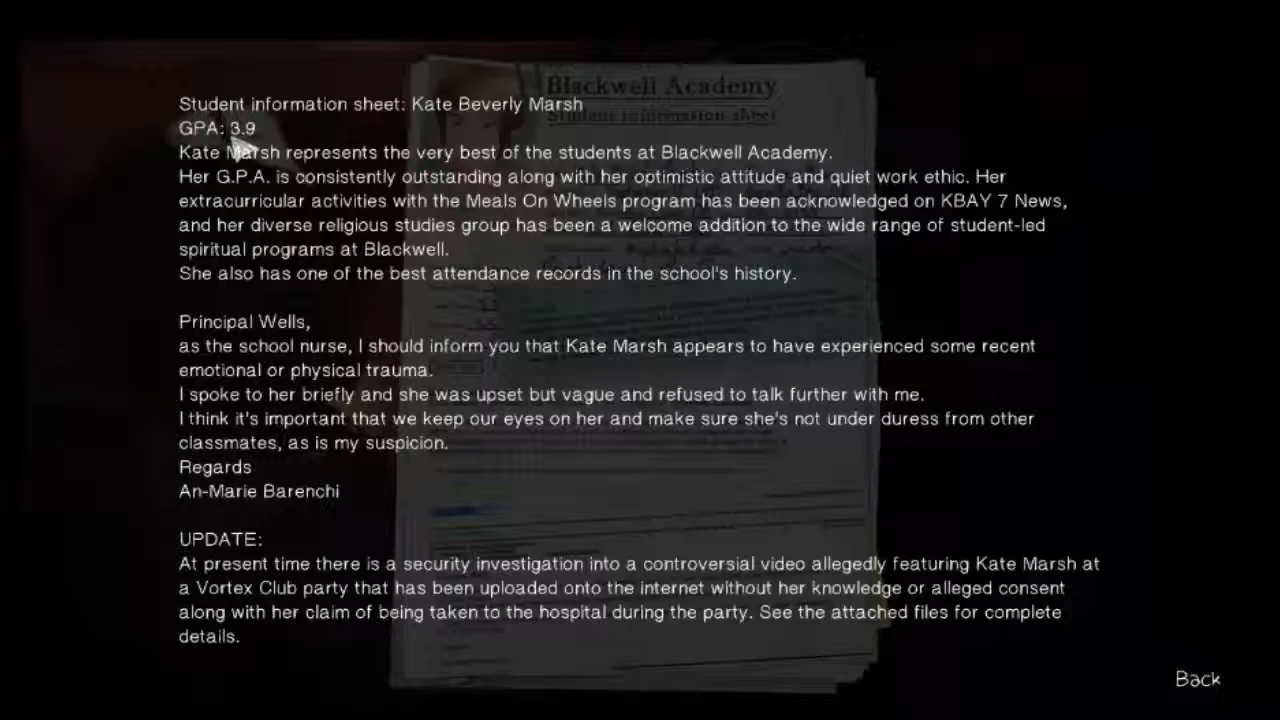 Blackwell Academy
Student information sheet
Student information sheet: Kate Beverly Marsh
GPA: 3.9
Kate Marsh represents the very best of the students at Blackwell Academy.
Her G.P.A. is consistently outstanding along with her optimistic attitude and quiet work ethic. Her
extracurricular activities with the Meals On Wheels program has been acknowledged on KBAY 7 News,
and her diverse religious studies group has been a welcome addition to the wide range of student-led
spiritual programs at Blackwell.
She also has one of the best attendance records in the school's history.
Principal Wells,
as the school nurse, I should inform you that Kate Marsh appears to have experienced some recent
emotional or physical trauma.
I spoke to her briefly and she was upset but vague and refused to talk further with me.
I think it's important that we keep our eyes on her and make sure she's not under duress from other
classmates, as is my suspicion.
Regards
An-Marie Barenchi
UPDATE:
At present time there is a security investigation into a controversial video allegedly featuring Kate Marsh at
a Vortex Club party that has been uploaded onto the internet without her knowledge or alleged consent
along with her claim of being taken to the hospital during the party. See the attached files for complete
details.
Back